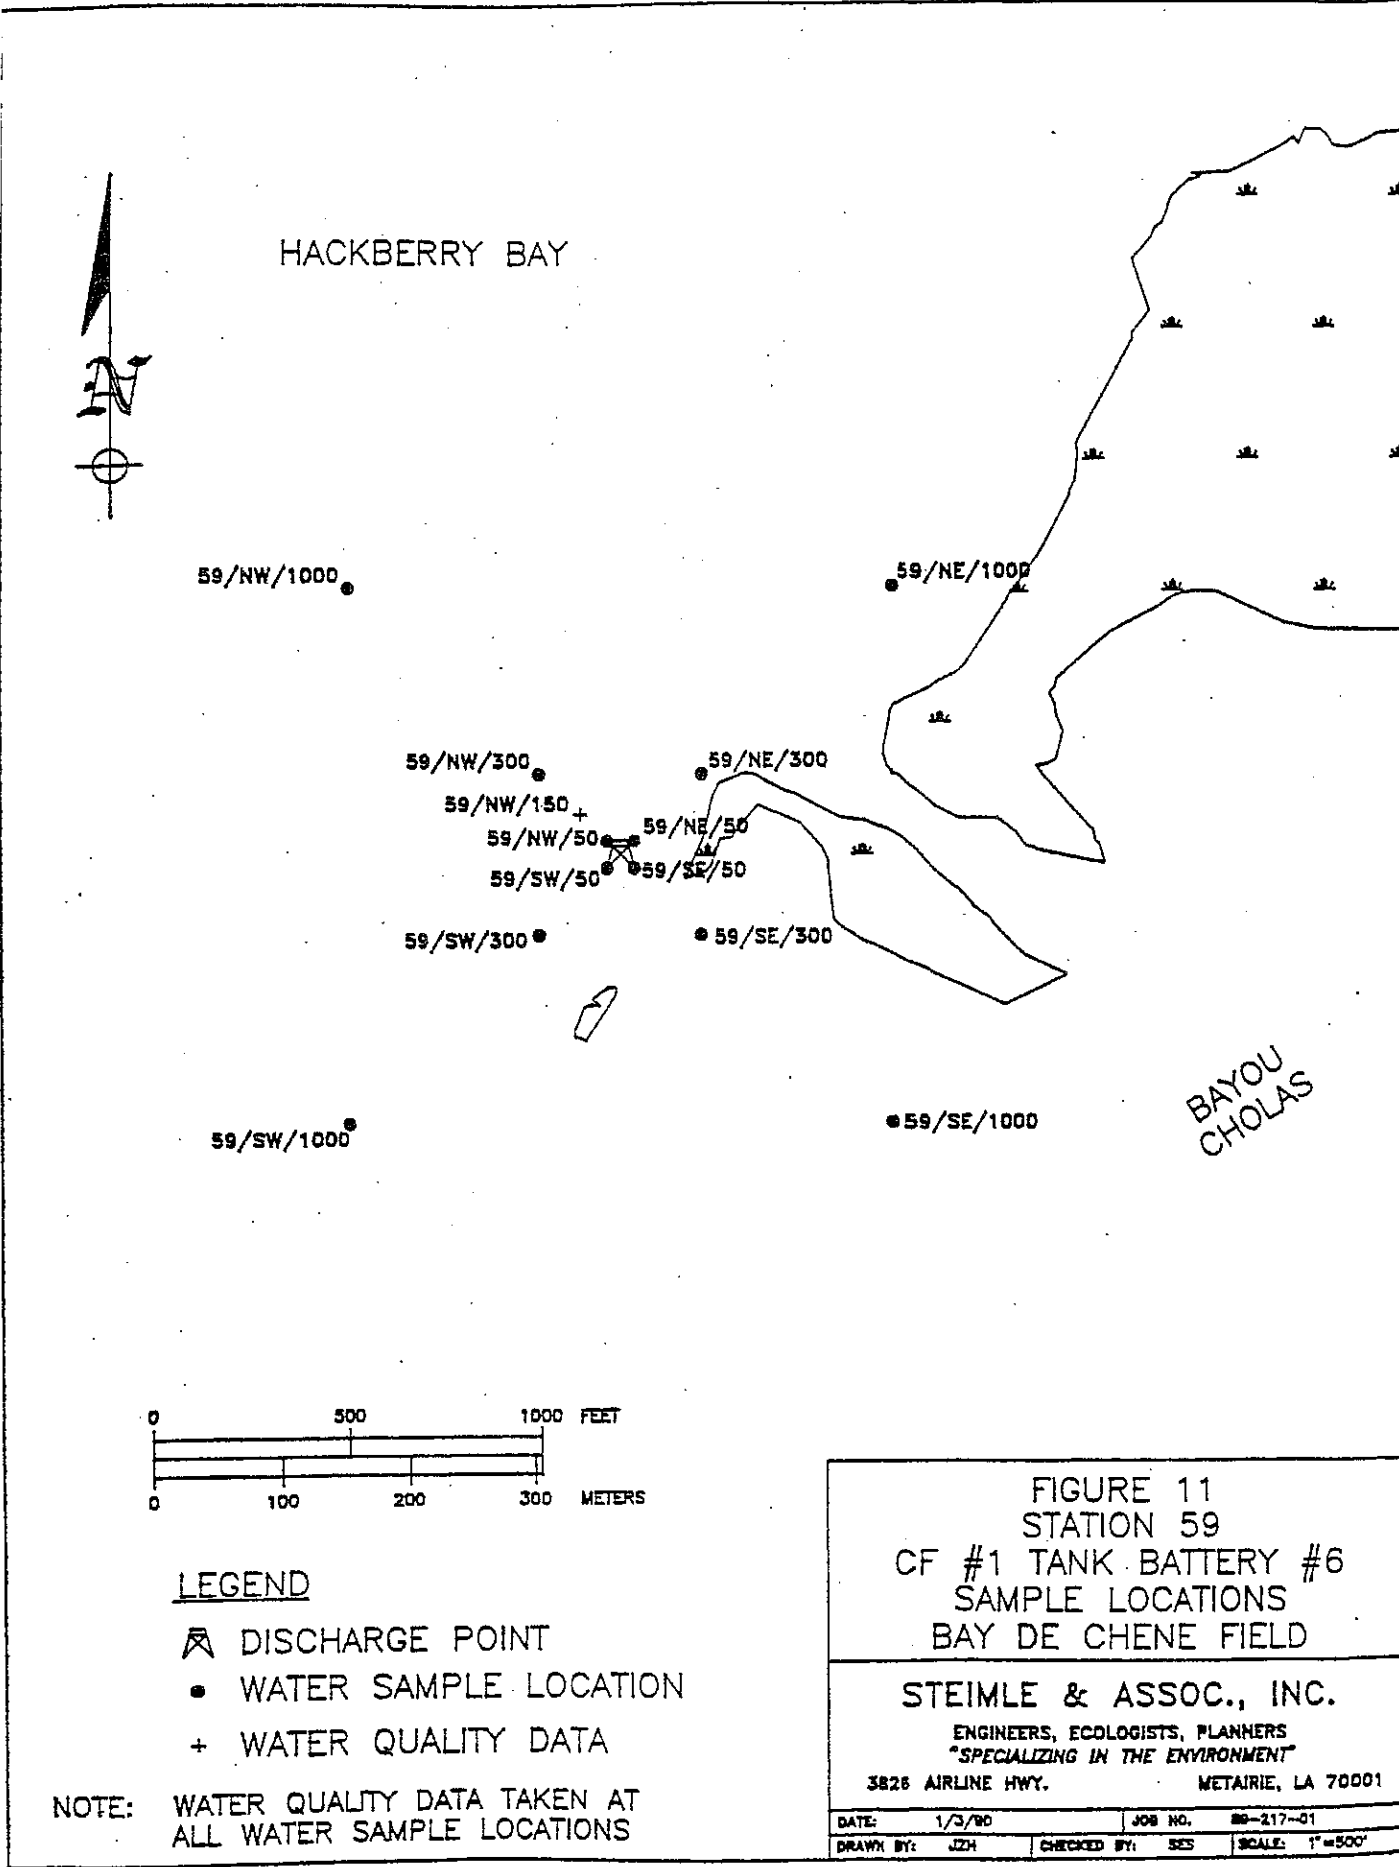 HACKBERRY BAY
N
59/NW/1000
59/NE/1000
59/NW/300
59/NE/300
59/NW/150
59/NW/50
59/NE/50
59/SW/50
59/SE/50
59/SW/300
59/SE/300
BAYOU
CHOLAS
59/SW/1000
59/SE/1000
0 500 1000 FEET
0 100 200 300 METERS
LEGEND
DISCHARGE POINT
WATER SAMPLE LOCATION
+ WATER QUALITY DATA
NOTE: WATER QUALITY DATA TAKEN AT
ALL WATER SAMPLE LOCATIONS
FIGURE 11
STATION 59
CF #1 TANK BATTERY #6
SAMPLE LOCATIONS
BAY DE CHENE FIELD
STEIMLE & ASSOC., INC.
ENGINEERS, ECOLOGISTS, PLANNERS
"SPECIALIZING IN THE ENVIRONMENT"
3826 AIRLINE HWY. METAIRIE, LA 70001
DATE: 1/3/90 JOB NO.
DRAWN BY: JZH CHECKED BY: SES SCALE: 1"=500'